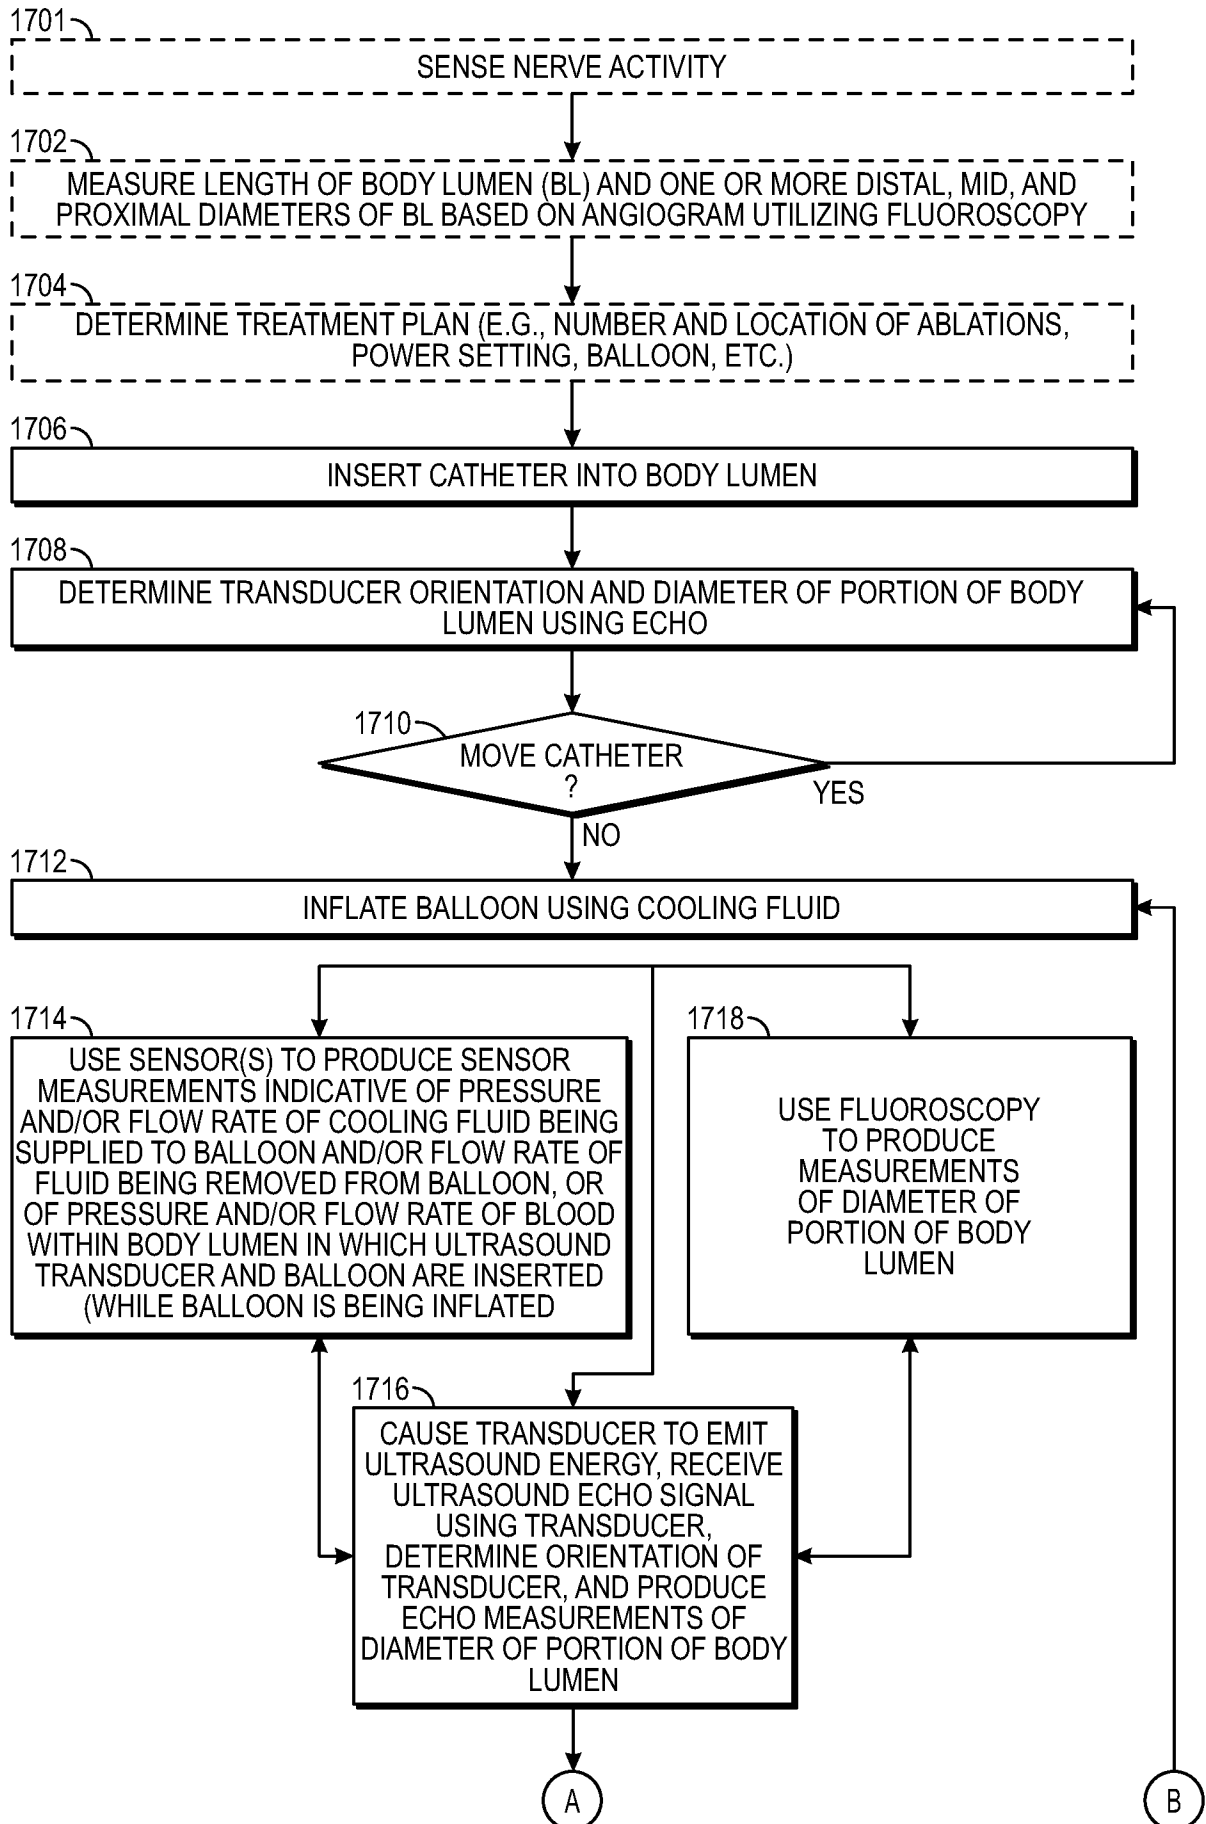 1701
SENSE NERVE ACTIVITY
1702
MEASURE LENGTH OF BODY LUMEN (BL) AND ONE OR MORE DISTAL, MID, AND
PROXIMAL DIAMETERS OF BL BASED ON ANGIOGRAM UTILIZING FLUOROSCOPY
1704
DETERMINE TREATMENT PLAN (E.G., NUMBER AND LOCATION OF ABLATIONS,
POWER SETTING, BALLOON, ETC.)
1706
INSERT CATHETER INTO BODY LUMEN
1708
DETERMINE TRANSDUCER ORIENTATION AND DIAMETER OF PORTION OF BODY
LUMEN USING ECHO
1710
MOVE CATHETER
?
YES
NO
1712
INFLATE BALLOON USING COOLING FLUID
1714
USE SENSOR(S) TO PRODUCE SENSOR
MEASUREMENTS INDICATIVE OF PRESSURE
AND/OR FLOW RATE OF COOLING FLUID BEING
SUPPLIED TO BALLOON AND/OR FLOW RATE OF
FLUID BEING REMOVED FROM BALLOON, OR
OF PRESSURE AND/OR FLOW RATE OF BLOOD
WITHIN BODY LUMEN IN WHICH ULTRASOUND
TRANSDUCER AND BALLOON ARE INSERTED
(WHILE BALLOON IS BEING INFLATED
1718
USE FLUOROSCOPY
TO PRODUCE
MEASUREMENTS
OF DIAMETER OF
PORTION OF BODY
LUMEN
1716
CAUSE TRANSDUCER TO EMIT
ULTRASOUND ENERGY, RECEIVE
ULTRASOUND ECHO SIGNAL
USING TRANSDUCER,
DETERMINE ORIENTATION OF
TRANSDUCER, AND PRODUCE
ECHO MEASUREMENTS OF
DIAMETER OF PORTION OF BODY
LUMEN
A
B